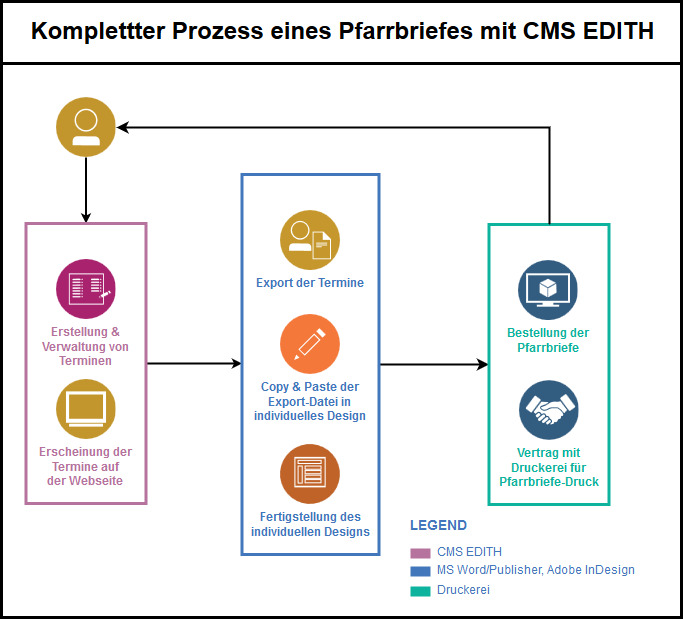 Komplettter Prozess eines Pfarrbriefes mit CMS EDITH
Erstellung &
Verwaltung von
Terminen
Erscheinung der
Termine auf
der Webseite
Export der Termine
Copy & Paste der
Export-Datei in
individuelles Design
Fertigstellung des
individuellen Designs
Bestellung der
Pfarrbriefe
Vertrag mit
Druckerei für
Pfarrbriefe-Druck
LEGEND
CMS EDITH
MS Word/Publisher, Adobe InDesign
Druckerei